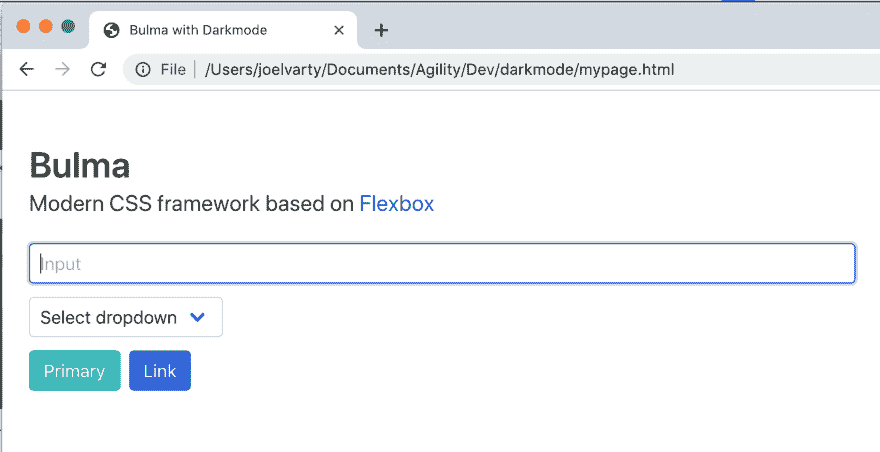 Bulma with Darkmode
File /Users/joelvarty/Documents/Agility/Dev/darkmode/mypage.html
Bulma
Modern CSS framework based on Flexbox
Input
Select dropdown
Primary Link